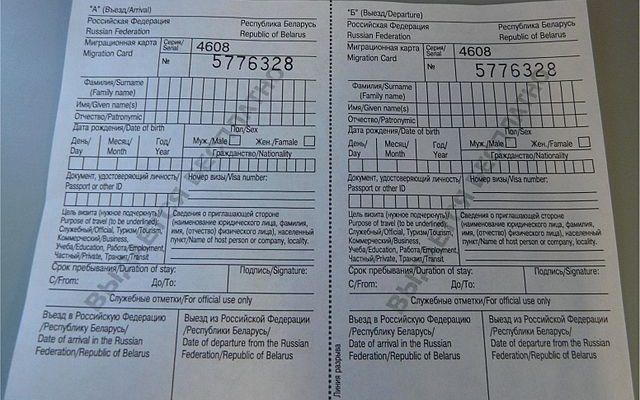 "А" (Въезд/Arrival)
Российская Федерация Республика Беларусь
Russian Federation Republic of Belarus
Миграционная карта
Migration Card
Серия/
Serial 4608
№ 5776328
Фамилия/Surname
(Family name)
Имя/Given name(s)
Отчество/Patronymic
Дата рождения/Date of birth Пол/Sex
День/ Месяц/ Год/ Муж./Male Жен./Famale
Day Month Year Гражданство/Nationality
Документ, удостоверяющий личность/ Номер визы/Visa number:
Passport or other ID
Цель визита (нужное подчеркнуть)/
Purpose of travel (to be underlined):
Служебный/Official, Туризм/Tourism,
Коммерческий/Business,
Учеба/Education, Работа/Employment,
Частный/Private, Транзит/Transit
Сведения о приглашающей стороне
(наименование юридического лица, фамилия,
имя, (отчество) физического лица), населенный
пункт/Name of host person or company, locality.
Срок пребывания/Duration of stay: Подпись/Signature:
С/From: До/To:
Служебные отметки/For official use only
Въезд в Российскую Федерацию
/Республику Беларусь/
Date of arrival in the Russian
Federation/Republic of Belarus
Выезд из Российской Федерации
/Республики Беларусь/
Date of departure from the Russian
Federation/Republic of Belarus
"Б" (Выезд/Departure)
Российская Федерация Республика Беларусь
Russian Federation Republic of Belarus
Миграционная карта
Migration Card
Серия/
Serial 4608
№ 5776328
Фамилия/Surname
(Family name)
Имя/Given name(s)
Отчество/Patronymic
Дата рождения/Date of birth Пол/Sex
День/ Месяц/ Год/ Муж./Male Жен./Famale
Day Month Year Гражданство/Nationality
Документ, удостоверяющий личность/ Номер визы/Visa number:
Passport or other ID
Цель визита (нужное подчеркнуть)/
Purpose of travel (to be underlined):
Служебный/Official, Туризм/Tourism,
Коммерческий/Business,
Учеба/Education, Работа/Employment,
Частный/Private, Транзит/Transit
Сведения о приглашающей стороне
(наименование юридического лица, фамилия,
имя, (отчество) физического лица), населенный
пункт/Name of host person or company, locality.
Срок пребывания/Duration of stay: Подпись/Signature:
С/From: До/To:
Служебные отметки/For official use only
Въезд в Российскую Федерацию
/Республику Беларусь/
Date of arrival in the Russian
Federation/Republic of Belarus
Выезд из Российской Федерации
/Республики Беларусь/
Date of departure from the Russian
Federation/Republic of Belarus
Линия разрыва